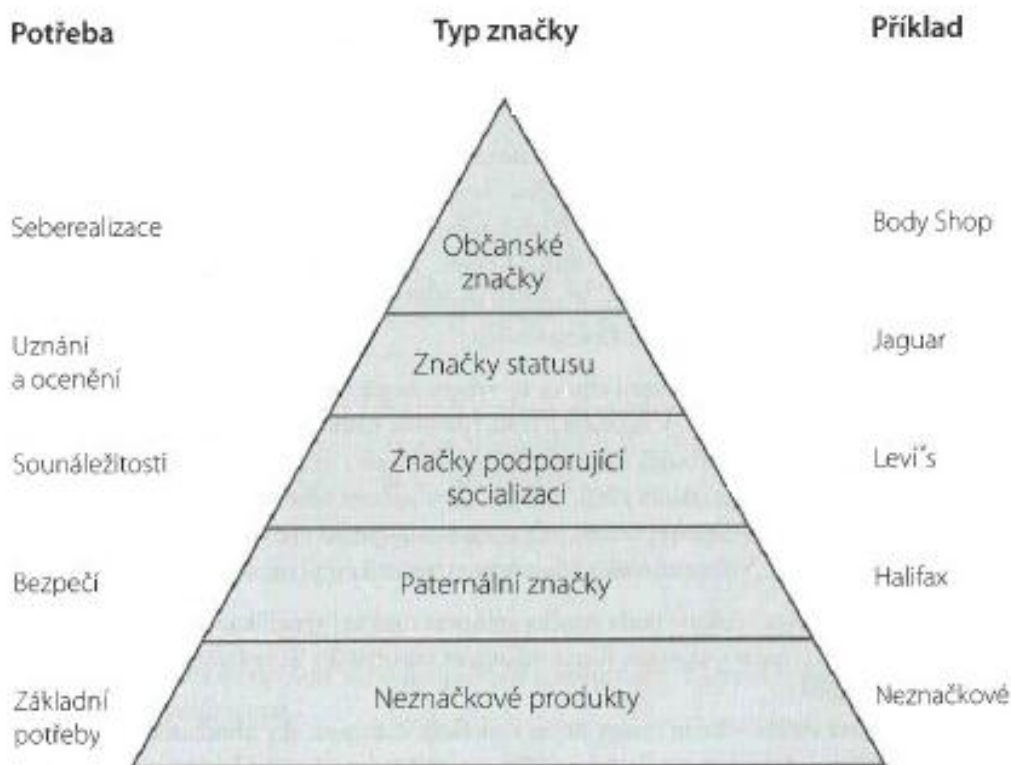 Potřeba Typ značky Příklad
Seberealizace
Občanské
značky
Body Shop
Uznání
a ocenění
Značky statusu
Jaguar
Sounáležitosti
Značky podporující
socializaci
Levi˝s
Bezpečí
Paternální značky
Halifax
Základní
potřeby
Neznačkové produkty
Neznačkové